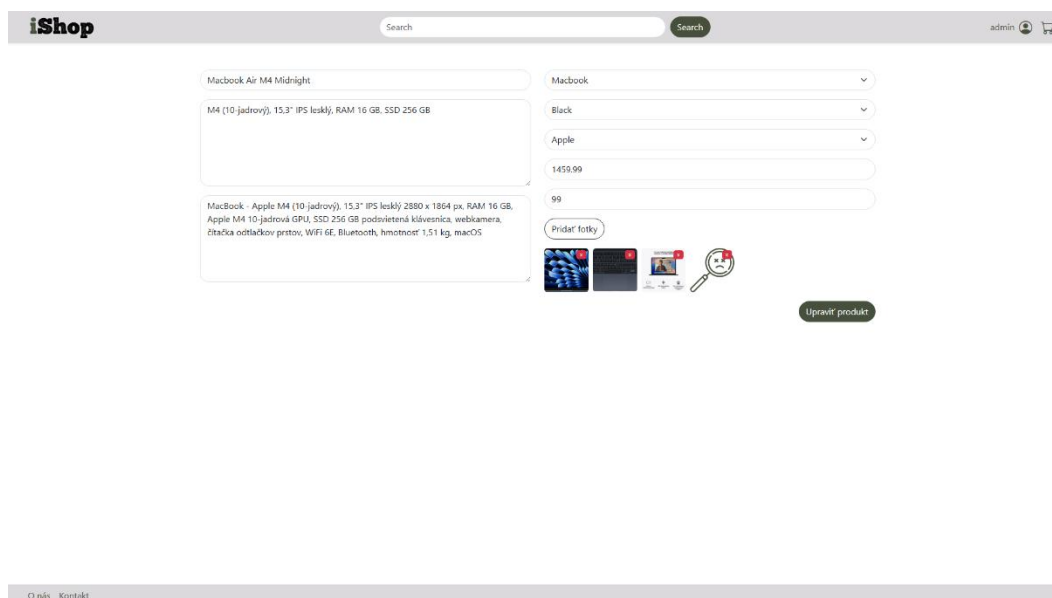 iShop
Search
Search
admin
Macbook Air M4 Midnight
M4 (10-jadrový), 15,3" IPS lesklý, RAM 16 GB, SSD 256 GB
MacBook - Apple M4 (10-jadrový), 15,3" IPS lesklý 2880 x 1864 px, RAM 16 GB,
Apple M4 10-jadrová GPU, SSD 256 GB podsvietená klávesnica, webkamera,
čítačka odtlačkov prstov, WiFi 6E, Bluetooth, hmotnosť 1,51 kg, macOS
Macbook
Black
Apple
1459.99
99
Pridať fotky
Upraviť produkt
O nás Kontakt